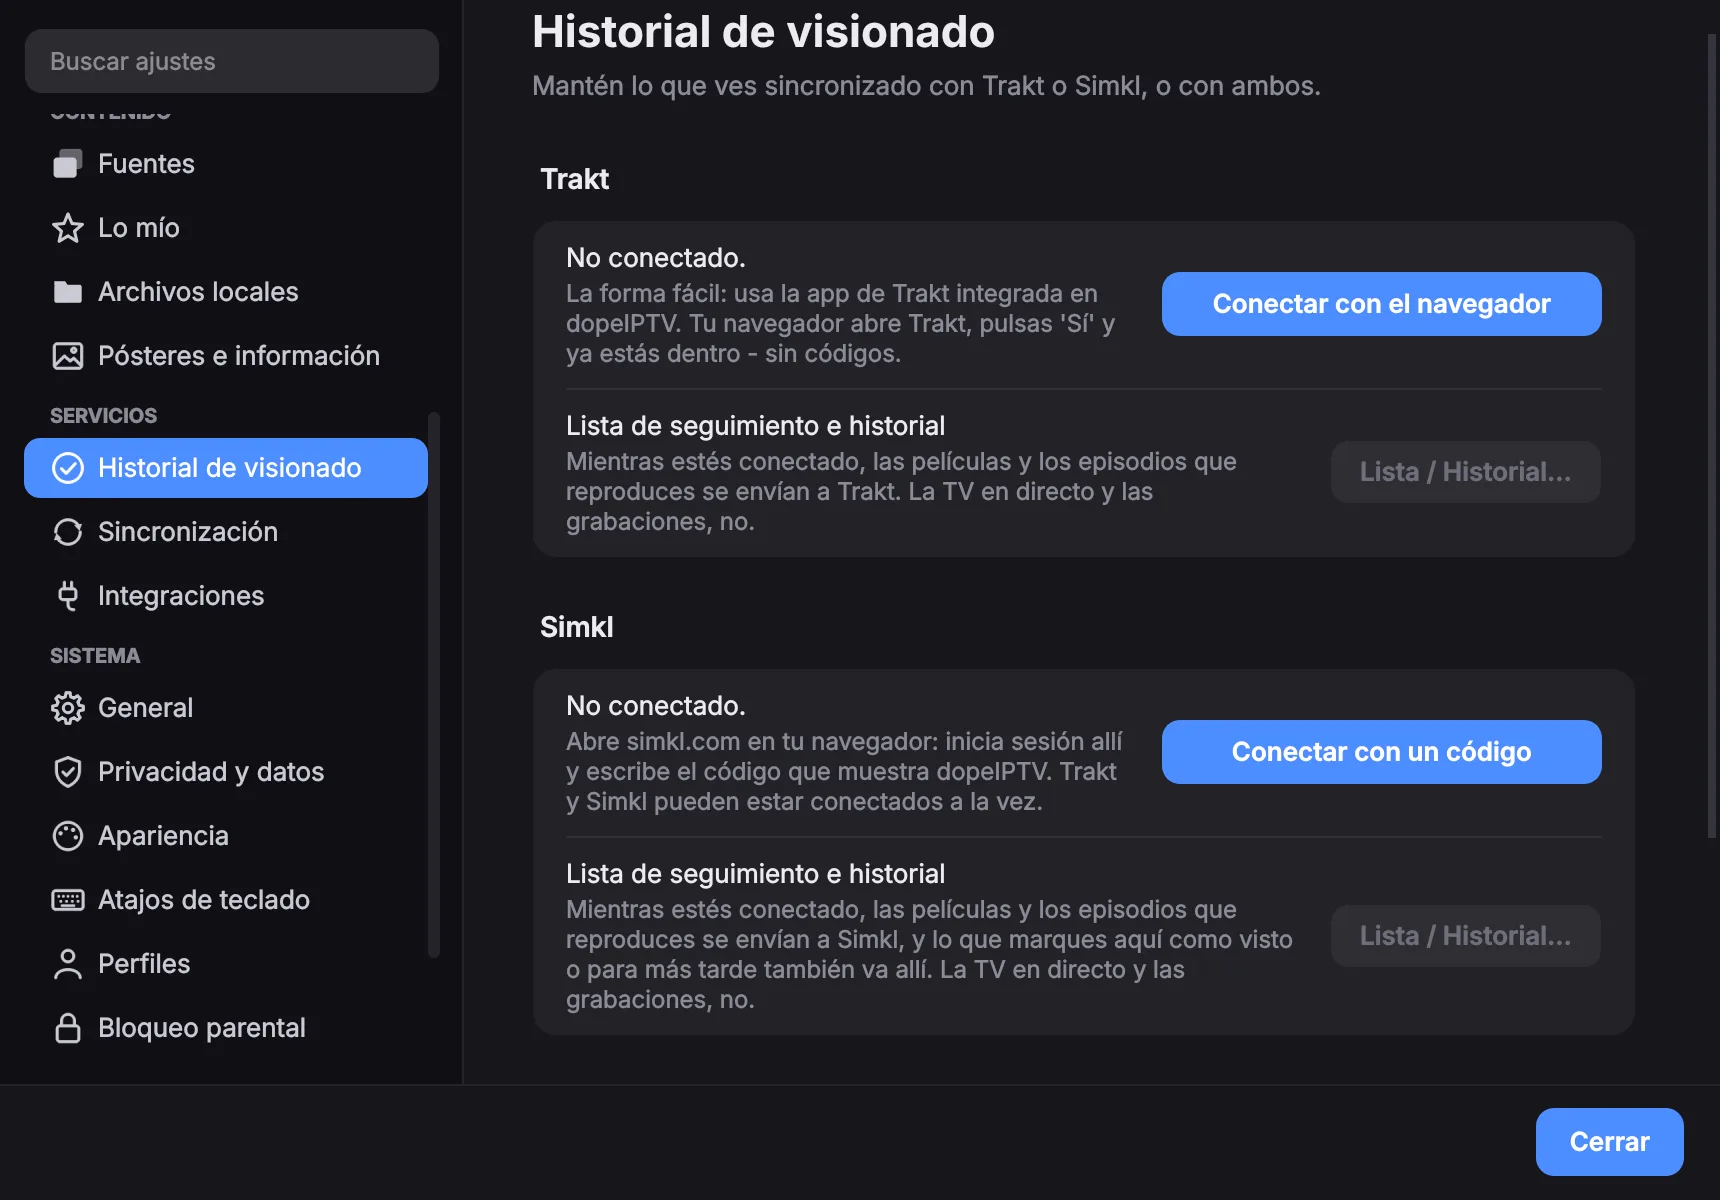 Buscar ajustes
CONTENIDO
Fuentes
Lo mío
Archivos locales
Pósteres e información
SERVICIOS
Historial de visionado
Sincronización
Integraciones
SISTEMA
General
Privacidad y datos
Apariencia
Atajos de teclado
Perfiles
Bloqueo parental
Historial de visionado
Mantén lo que ves sincronizado con Trakt o Simkl, o con ambos.
Trakt
No conectado.
La forma fácil: usa la app de Trakt integrada en
dopeIPTV. Tu navegador abre Trakt, pulsas 'Sí' y
ya estás dentro - sin códigos.
Conectar con el navegador
Lista de seguimiento e historial
Mientras estés conectado, las películas y los episodios que
reproduces se envían a Trakt. La TV en directo y las
grabaciones, no.
Lista / Historial...
Simkl
No conectado.
Abre simkl.com en tu navegador: inicia sesión allí
y escribe el código que muestra dopeIPTV. Trakt
y Simkl pueden estar conectados a la vez.
Conectar con un código
Lista de seguimiento e historial
Mientras estés conectado, las películas y los episodios que
reproduces se envían a Simkl, y lo que marques aquí como visto
o para más tarde también va allí. La TV en directo y las
grabaciones, no.
Lista / Historial...
Cerrar